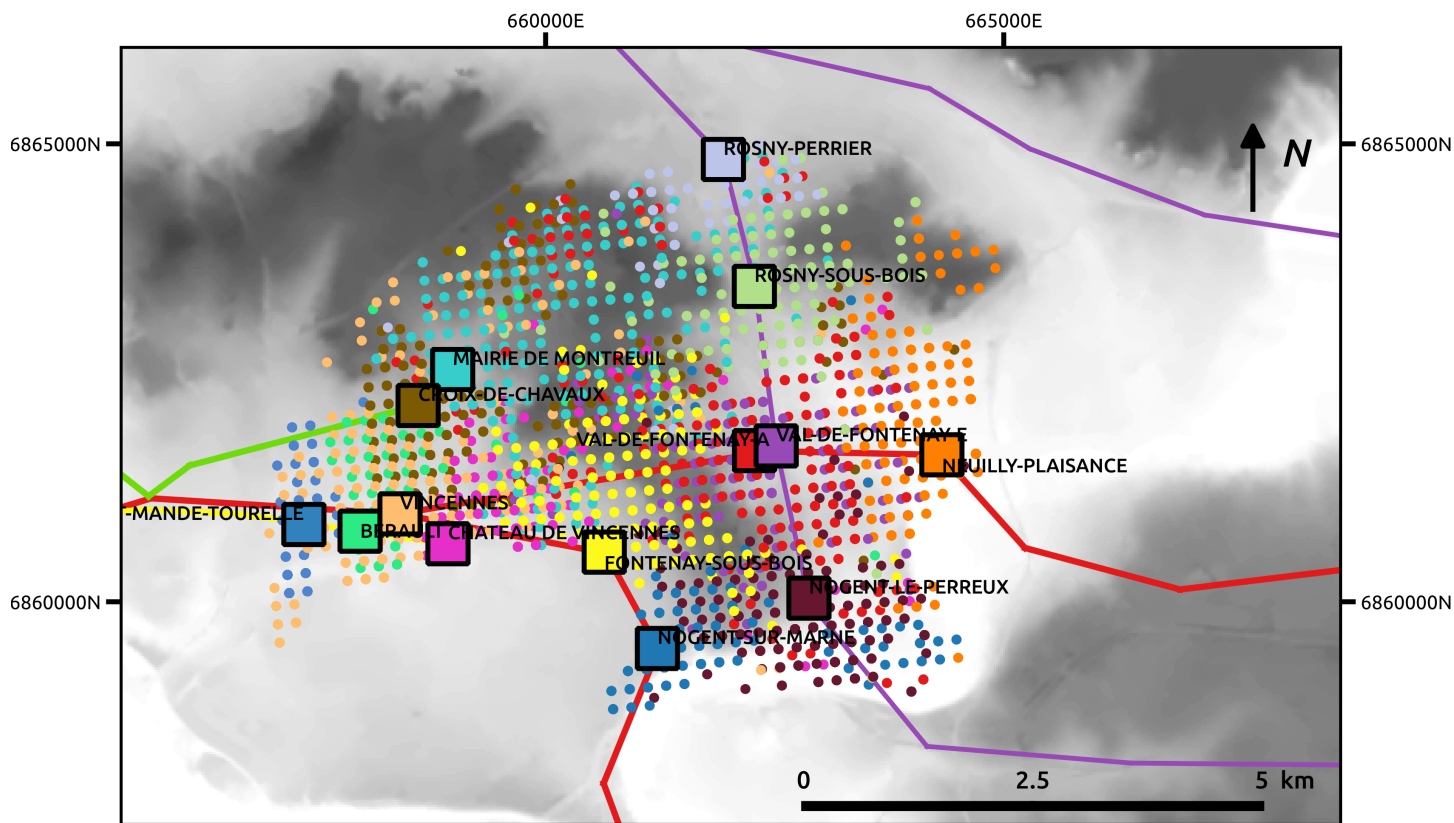 660000E 665000E
6865000N 6865000N
N
ROSNY-PERRIER
ROSNY-SOUS-BOIS
MAIRIE DE MONTREUIL
CROIX-DE-CHAVAUX
VAL-DE-FONTENAY-A VAL-DE-FONTENAY-E
NEUILLY-PLAISANCE
VINCENNES
-MANDE-TOURELLE
BERAULT CHATEAU DE VINCENNES
FONTENAY-SOUS-BOIS
NOGENT-LE-PERREUX
6860000N 6860000N
NOGENT-SUR-MARNE
0 2.5 5 km